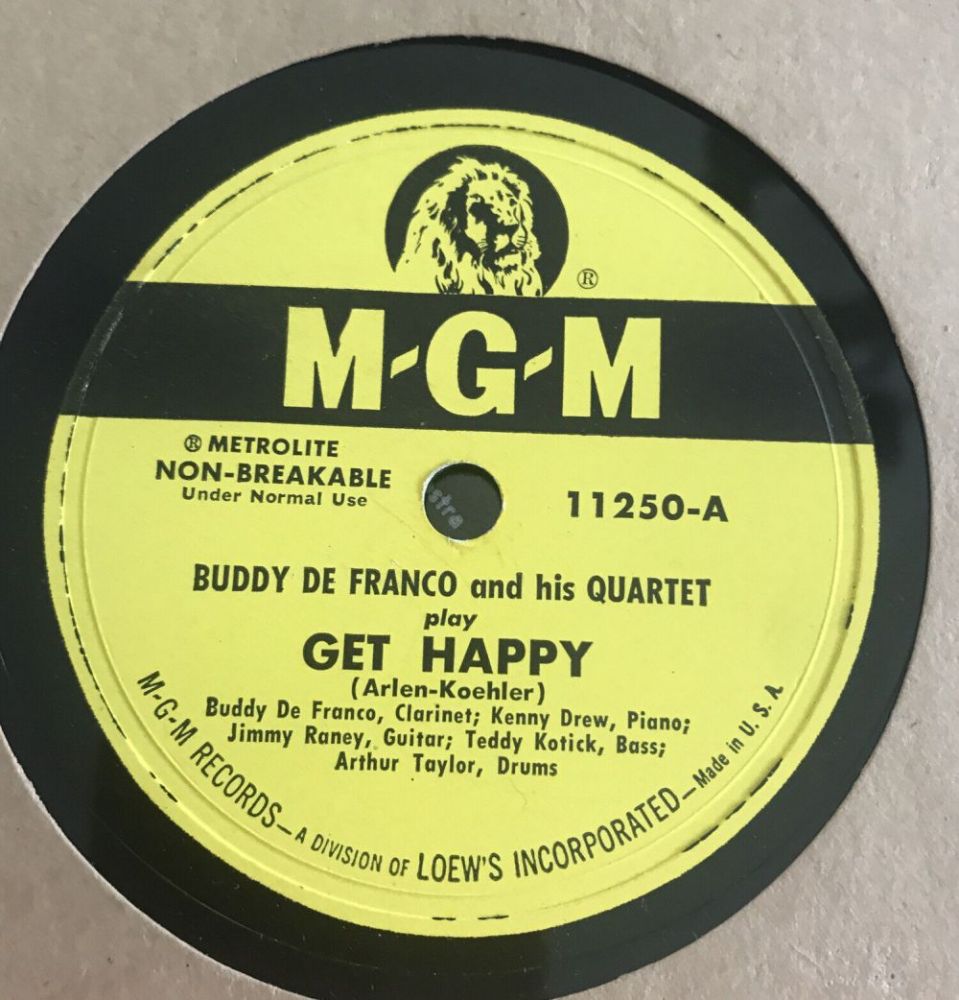 ®
M-G-M
® METROLITE
NON-BREAKABLE
Under Normal Use
11250-A
stra
BUDDY DE FRANCO and his QUARTET
play
GET HAPPY
(Arlen-Koehler)
Buddy De Franco, Clarinet; Kenny Drew, Piano;
Jimmy Raney, Guitar; Teddy Kotick, Bass;
Arthur Taylor, Drums
M-G-M RECORDS—A DIVISION OF LOEW'S INCORPORATED—Made in U. S. A.